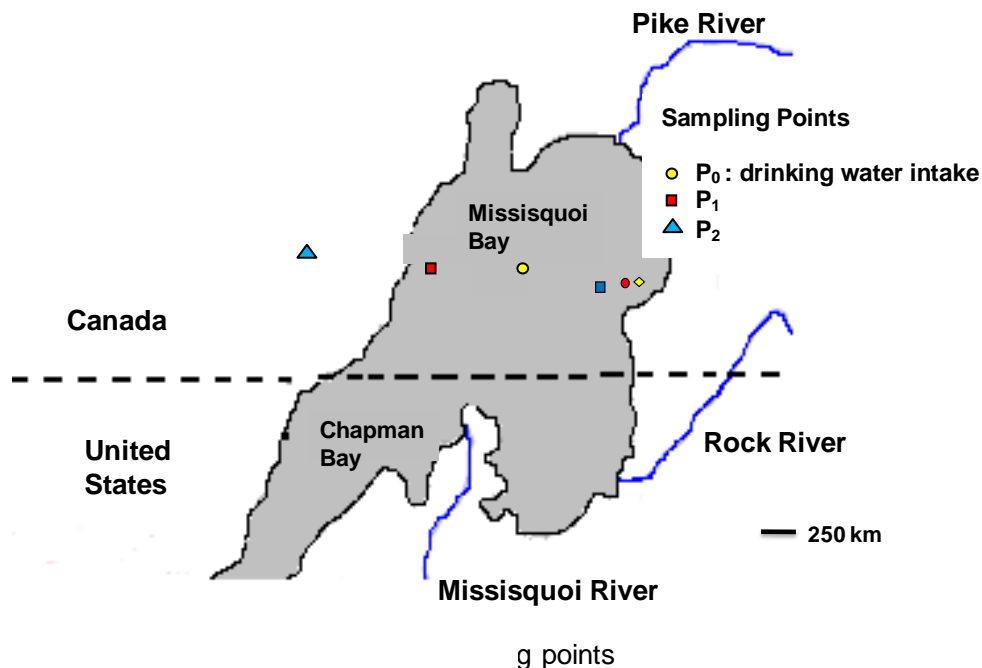 Pike River
Sampling Points
P₀ : drinking water intake
P₁
P₂
Missisquoi
Bay
Canada
Chapman
Bay
United
States
Rock River
250 km
Missisquoi River
g points